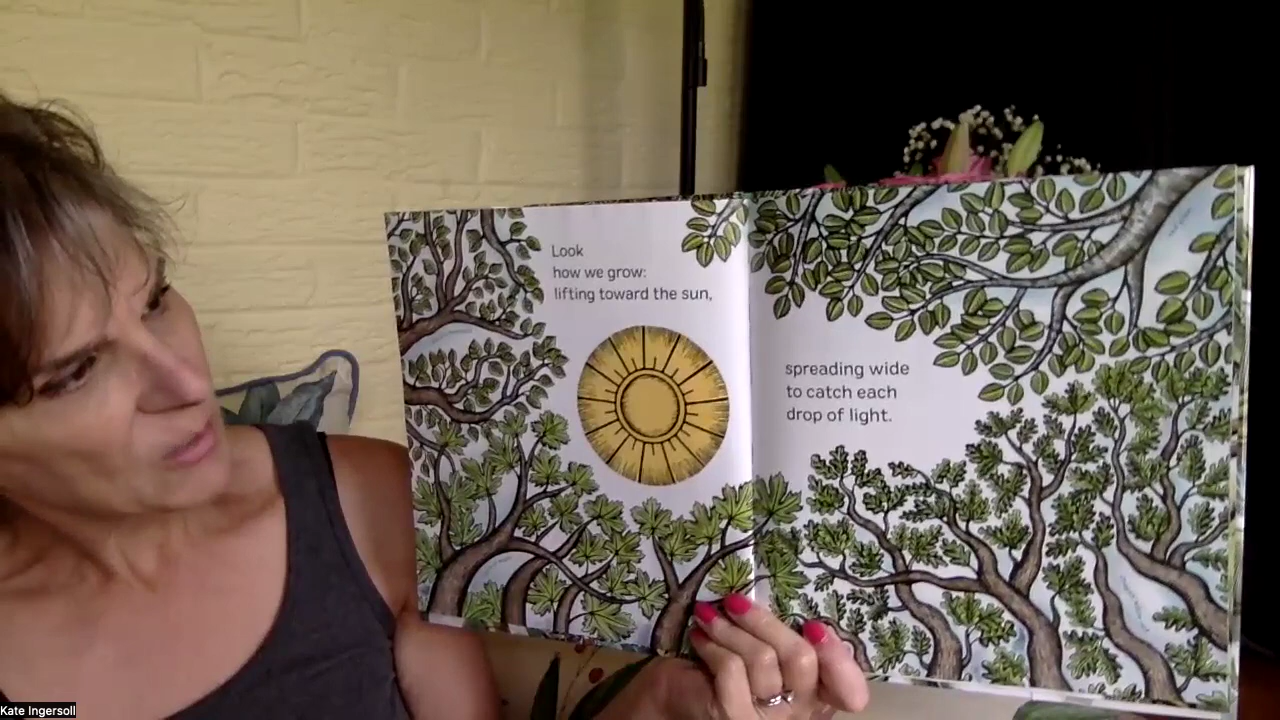 Look
how we grow:
lifting toward the sun,
spreading wide
to catch each
drop of light.
Kate Ingersoll